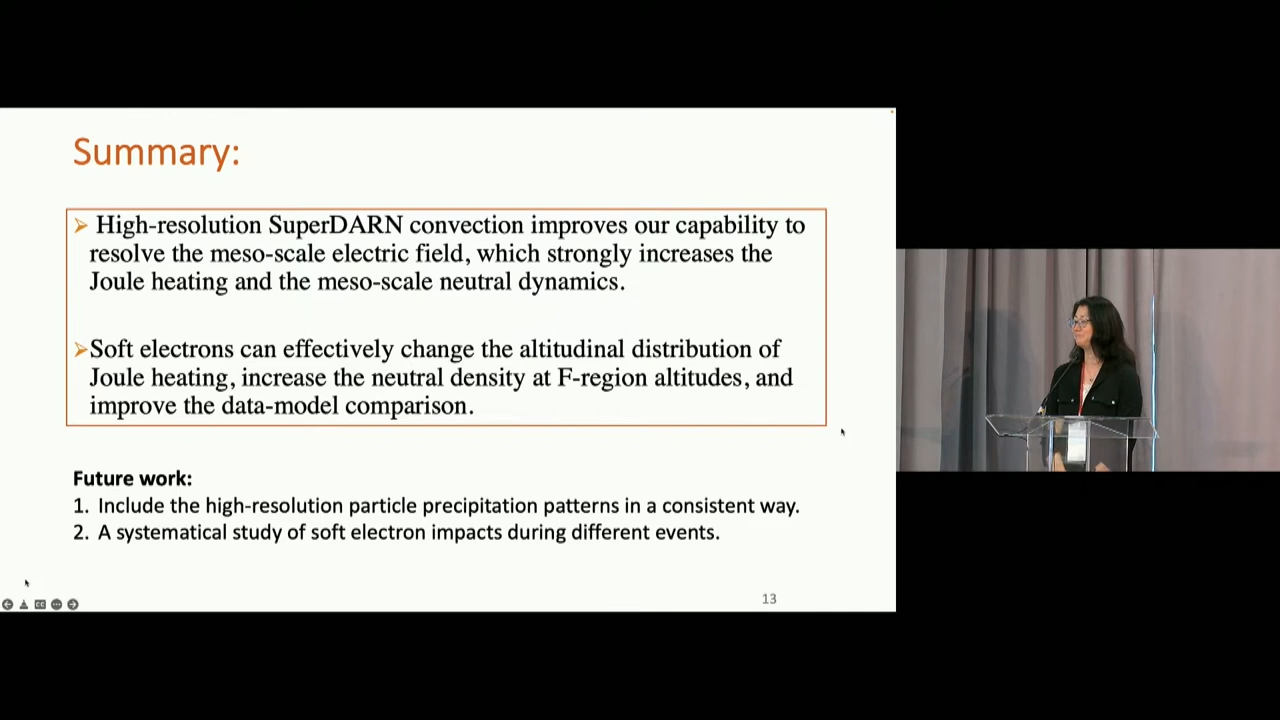 Summary:
➢ High-resolution SuperDARN convection improves our capability to
resolve the meso-scale electric field, which strongly increases the
Joule heating and the meso-scale neutral dynamics.
➢Soft electrons can effectively change the altitudinal distribution of
Joule heating, increase the neutral density at F-region altitudes, and
improve the data-model comparison.
Future work:
1. Include the high-resolution particle precipitation patterns in a consistent way.
2. A systematical study of soft electron impacts during different events.
13